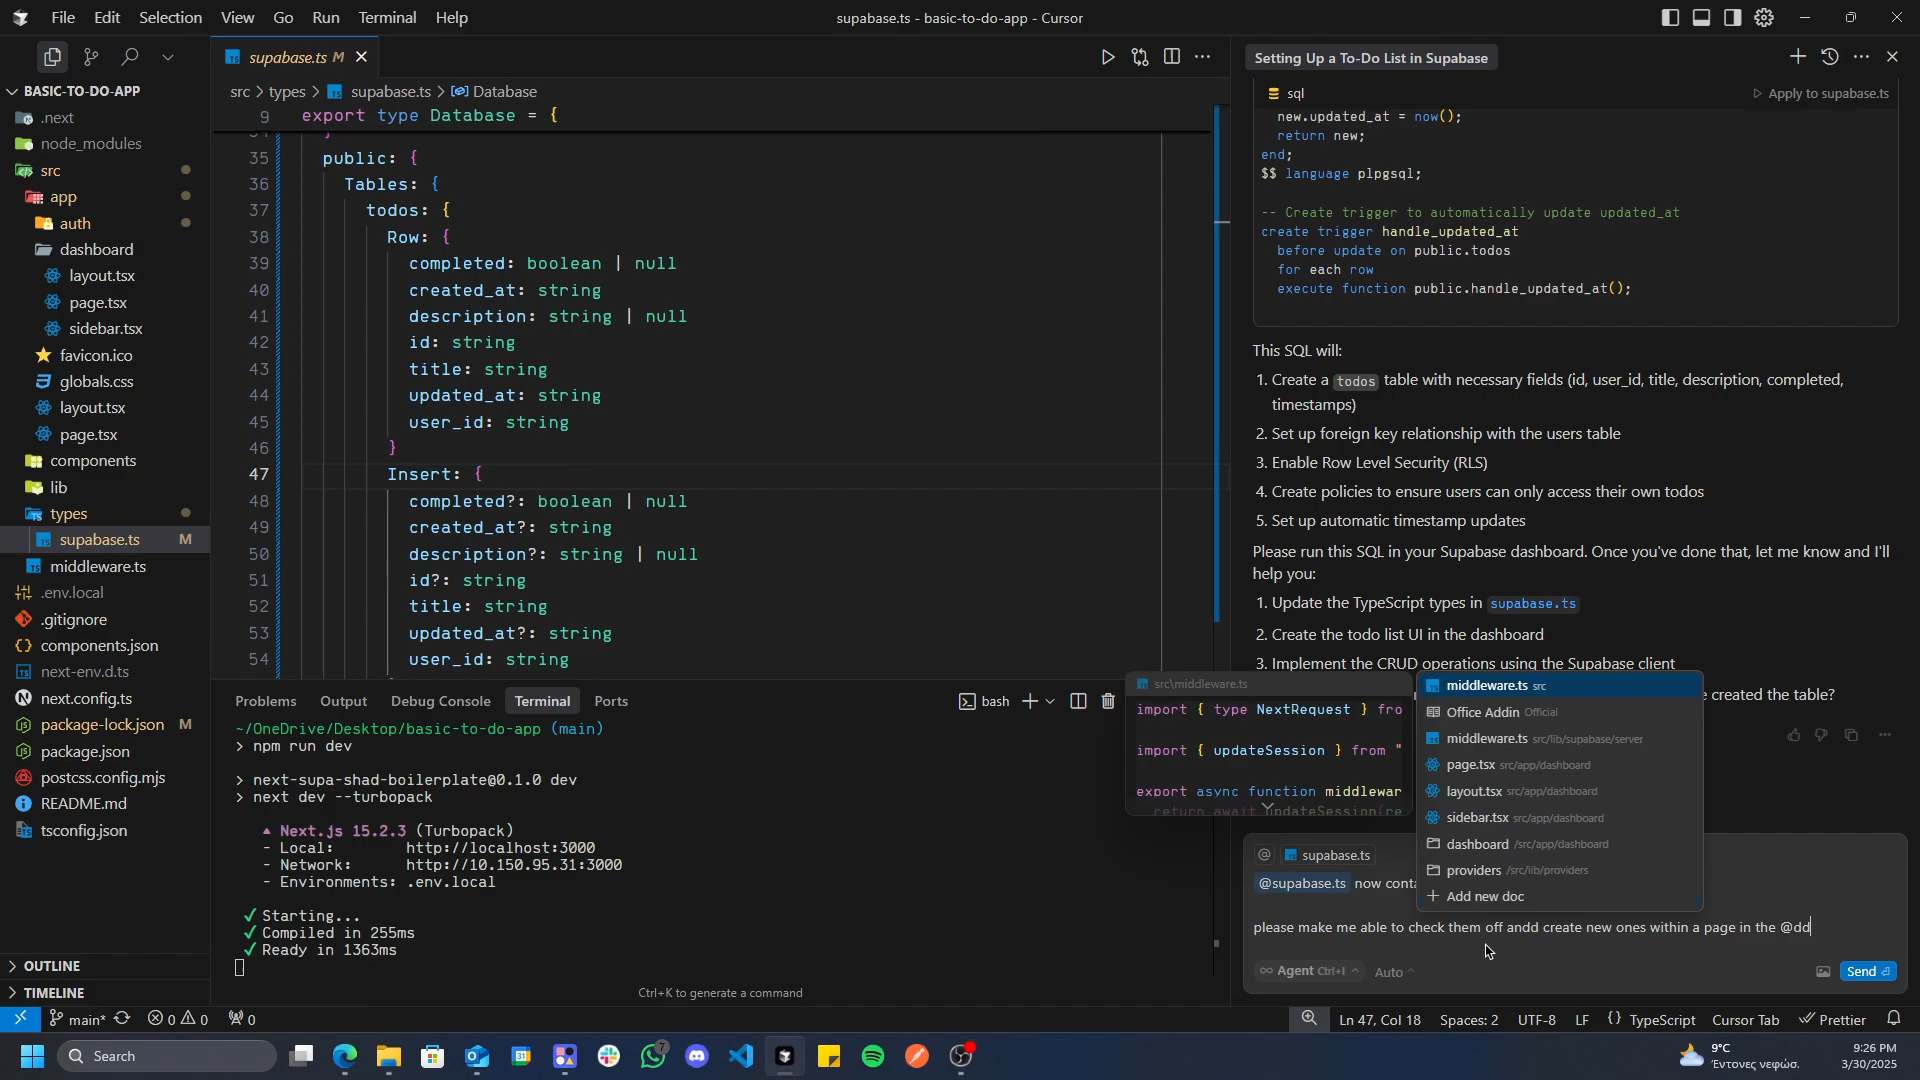 File Edit Selection View Go Run Terminal Help
supabase.ts - basic-to-do-app - Cursor
BASIC-TO-DO-APP
.next
node_modules
src
app
auth
dashboard
layout.tsx
page.tsx
sidebar.tsx
favicon.ico
globals.css
layout.tsx
page.tsx
components
lib
types
supabase.ts M
middleware.ts
.env.local
.gitignore
components.json
next-env.d.ts
next.config.ts
package-lock.json M
package.json
postcss.config.mjs
README.md
tsconfig.json
OUTLINE
TIMELINE
supabase.ts M
src > types > supabase.ts > Database
9 export type Database = {
35 public: {
36 Tables: {
37 todos: {
38 Row: {
39 completed: boolean | null
40 created_at: string
41 description: string | null
42 id: string
43 title: string
44 updated_at: string
45 user_id: string
46 }
47 Insert: {
48 completed?: boolean | null
49 created_at?: string
50 description?: string | null
51 id?: string
52 title: string
53 updated_at?: string
54 user_id: string
Problems Output Debug Console Terminal Ports
bash
~/OneDrive/Desktop/basic-to-do-app (main)
> npm run dev
> next-supa-shad-boilerplate@0.1.0 dev
> next dev --turbopack
▲ Next.js 15.2.3 (Turbopack)
- Local: http://localhost:3000
- Network: http://10.150.95.31:3000
- Environments: .env.local
✓ Starting...
✓ Compiled in 255ms
✓ Ready in 1363ms
Ctrl+K to generate a command
Setting Up a To-Do List in Supabase
sql
Apply to supabase.ts
new.updated_at = now();
return new;
end;
$$ language plpgsql;
-- Create trigger to automatically update updated_at
create trigger handle_updated_at
before update on public.todos
for each row
execute function public.handle_updated_at();
This SQL will:
1. Create a todos table with necessary fields (id, user_id, title, description, completed,
timestamps)
2. Set up foreign key relationship with the users table
3. Enable Row Level Security (RLS)
4. Create policies to ensure users can only access their own todos
5. Set up automatic timestamp updates
Please run this SQL in your Supabase dashboard. Once you've done that, let me know and I'll
help you:
1. Update the TypeScript types in supabase.ts
2. Create the todo list UI in the dashboard
3. Implement the CRUD operations using the Supabase client
e created the table?
src\middleware.ts
import { type NextRequest } fro
import { updateSession } from "
export async function middlewar
return await updateSession(re
middleware.ts src
Office Addin Official
middleware.ts src/lib/supabase/server
page.tsx src/app/dashboard
layout.tsx src/app/dashboard
sidebar.tsx src/app/dashboard
dashboard /src/app/dashboard
providers /src/lib/providers
+ Add new doc
@ supabase.ts
@supabase.ts now conta
please make me able to check them off andd create new ones within a page in the @dd
∞ Agent Ctrl+I Auto
Send
main* 0 0 0
Ln 47, Col 18 Spaces: 2 UTF-8 LF {} TypeScript Cursor Tab Prettier
Search
7
31
9°C
Έντονες νεφώσ.
9:26 PM
3/30/2025